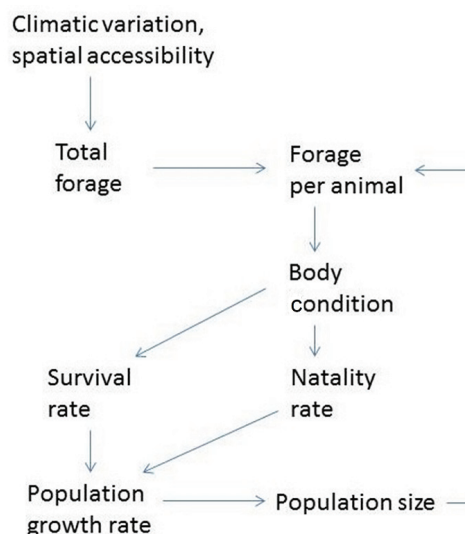 Climatic variation,
spatial accessibility
Total
forage
Forage
per animal
Body
condition
Survival
rate
Natality
rate
Population
growth rate
Population size